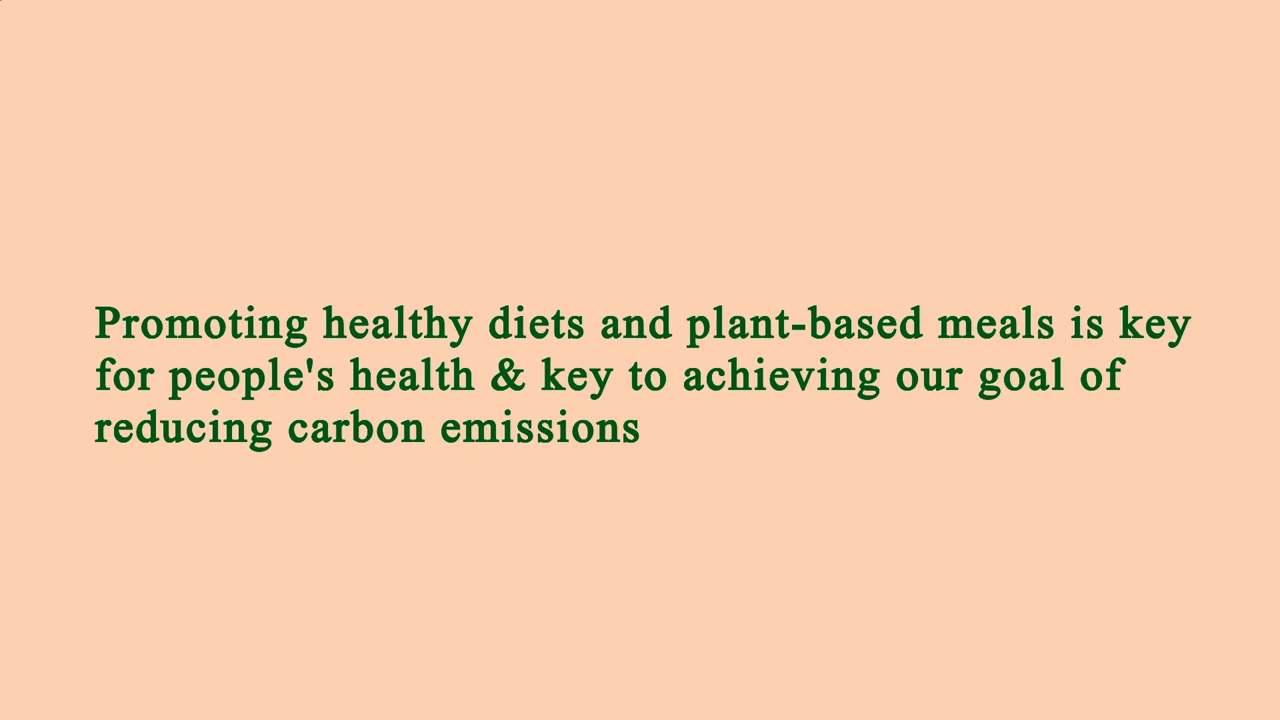 Promoting healthy diets and plant-based meals is key
for people's health & key to achieving our goal of
reducing carbon emissions